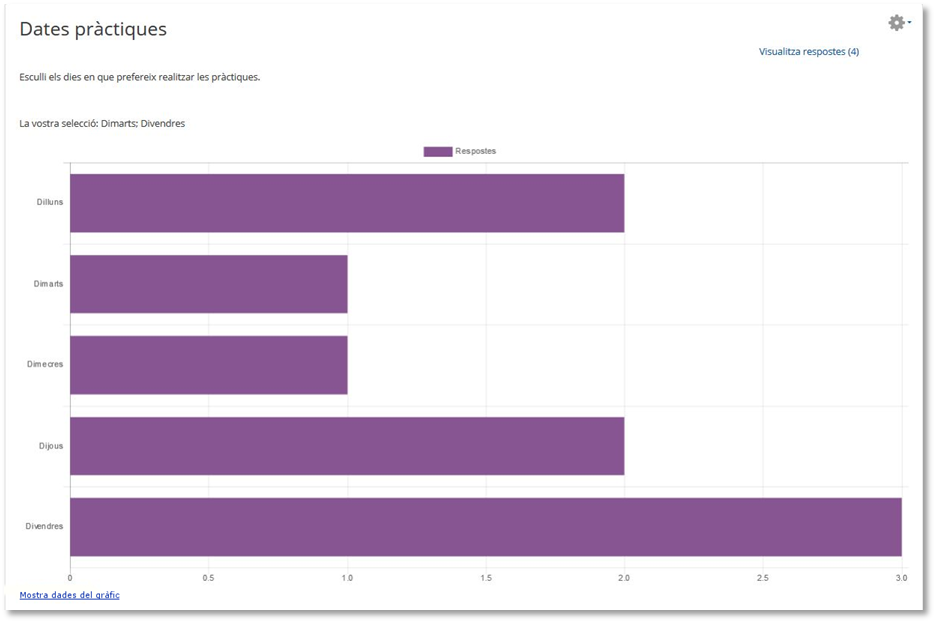 Dates pràctiques
Visualitza respostes (4)
Esculli els dies en que prefereix realitzar les pràctiques.
La vostra selecció: Dimarts; Divendres
Respostes
Dilluns
Dimarts
Dimecres
Dijous
Divendres
0 0.5 1.0 1.5 2.0 2.5 3.0
Mostra dades del gràfic